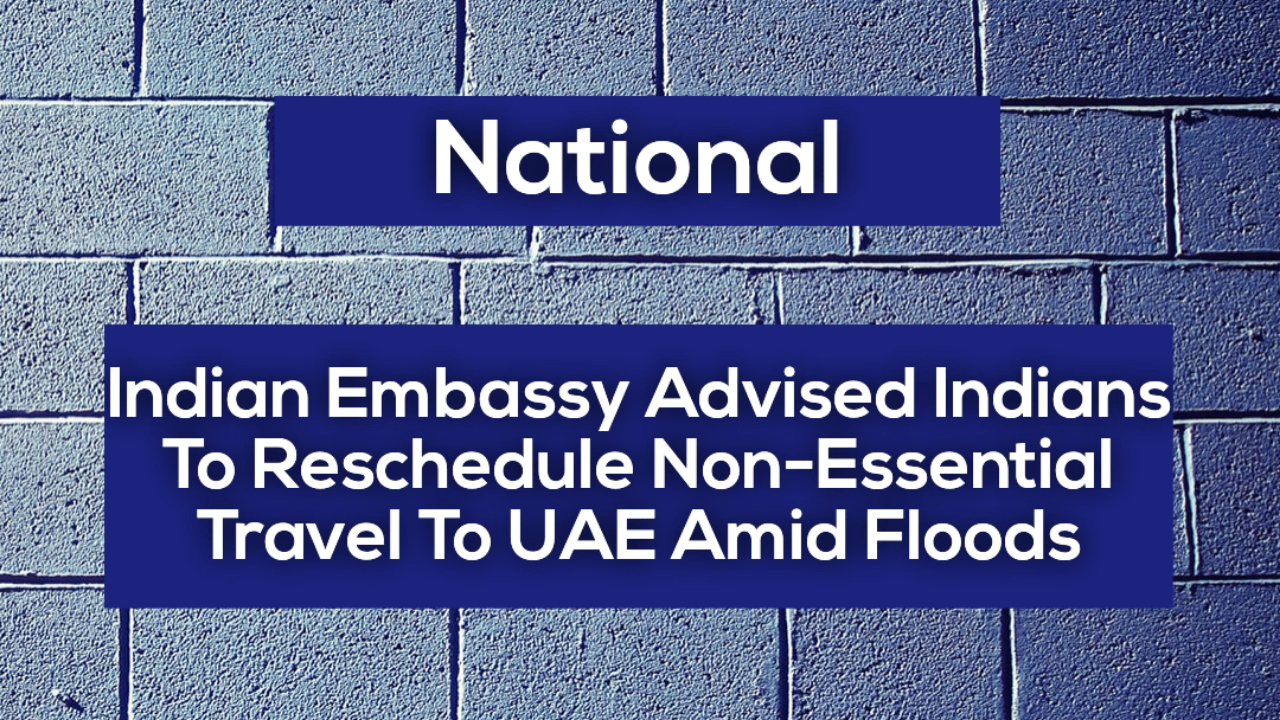 National
Indian Embassy Advised Indians
To Reschedule Non-Essential
Travel To UAE Amid Floods